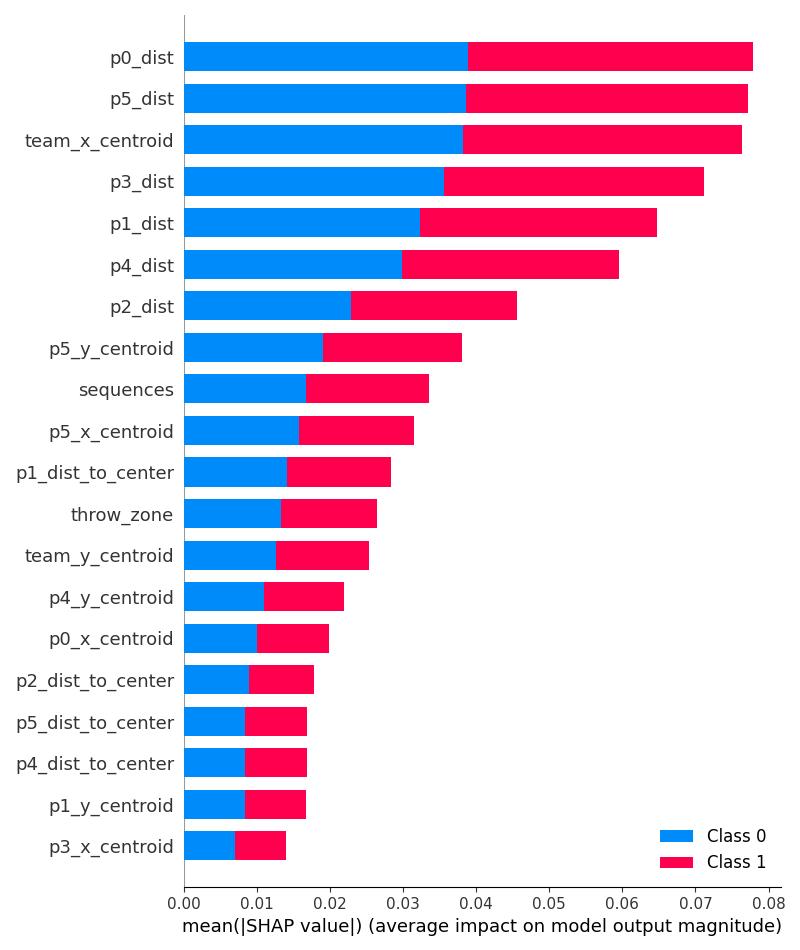 p0_dist
p5_dist
team_x_centroid
p3_dist
p1_dist
p4_dist
p2_dist
p5_y_centroid
sequences
p5_x_centroid
p1_dist_to_center
throw_zone
team_y_centroid
p4_y_centroid
p0_x_centroid
p2_dist_to_center
p5_dist_to_center
p4_dist_to_center
p1_y_centroid
p3_x_centroid
Class 0
Class 1
0.00 0.01 0.02 0.03 0.04 0.05 0.06 0.07 0.08
mean(|SHAP value|) (average impact on model output magnitude)